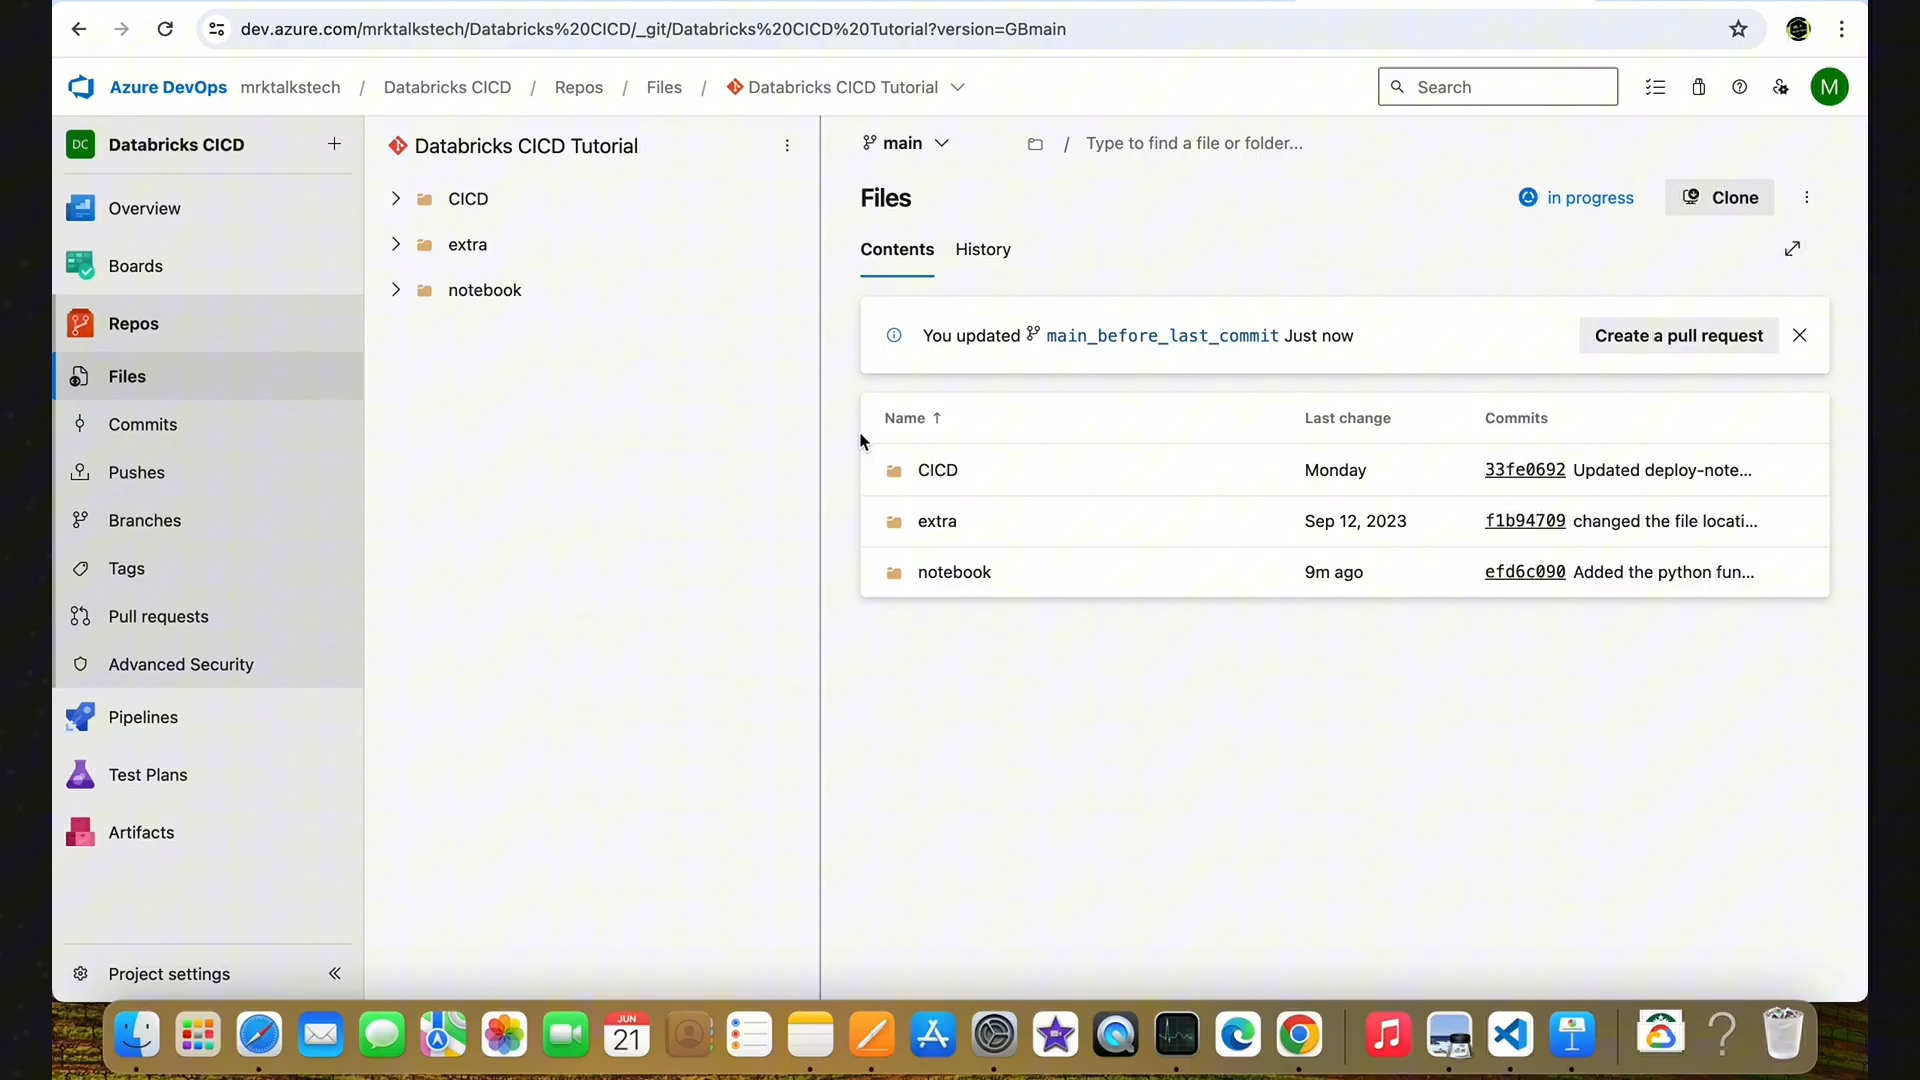 dev.azure.com/mrktalkstech/Databricks%20CICD/_git/Databricks%20CICD%20Tutorial?version=GBmain
Azure DevOps mrktalkstech / Databricks CICD / Repos / Files / Databricks CICD Tutorial
Search
M
DC Databricks CICD
Overview
Boards
Repos
Files
Commits
Pushes
Branches
Tags
Pull requests
Advanced Security
Pipelines
Test Plans
Artifacts
Project settings
Databricks CICD Tutorial
CICD
extra
notebook
main
/ Type to find a file or folder...
Files
in progress
Clone
Contents History
You updated main_before_last_commit Just now
Create a pull request
Name Last change Commits
CICD Monday 33fe0692 Updated deploy-note...
extra Sep 12, 2023 f1b94709 changed the file locati...
notebook 9m ago efd6c090 Added the python fun...
JUN
21